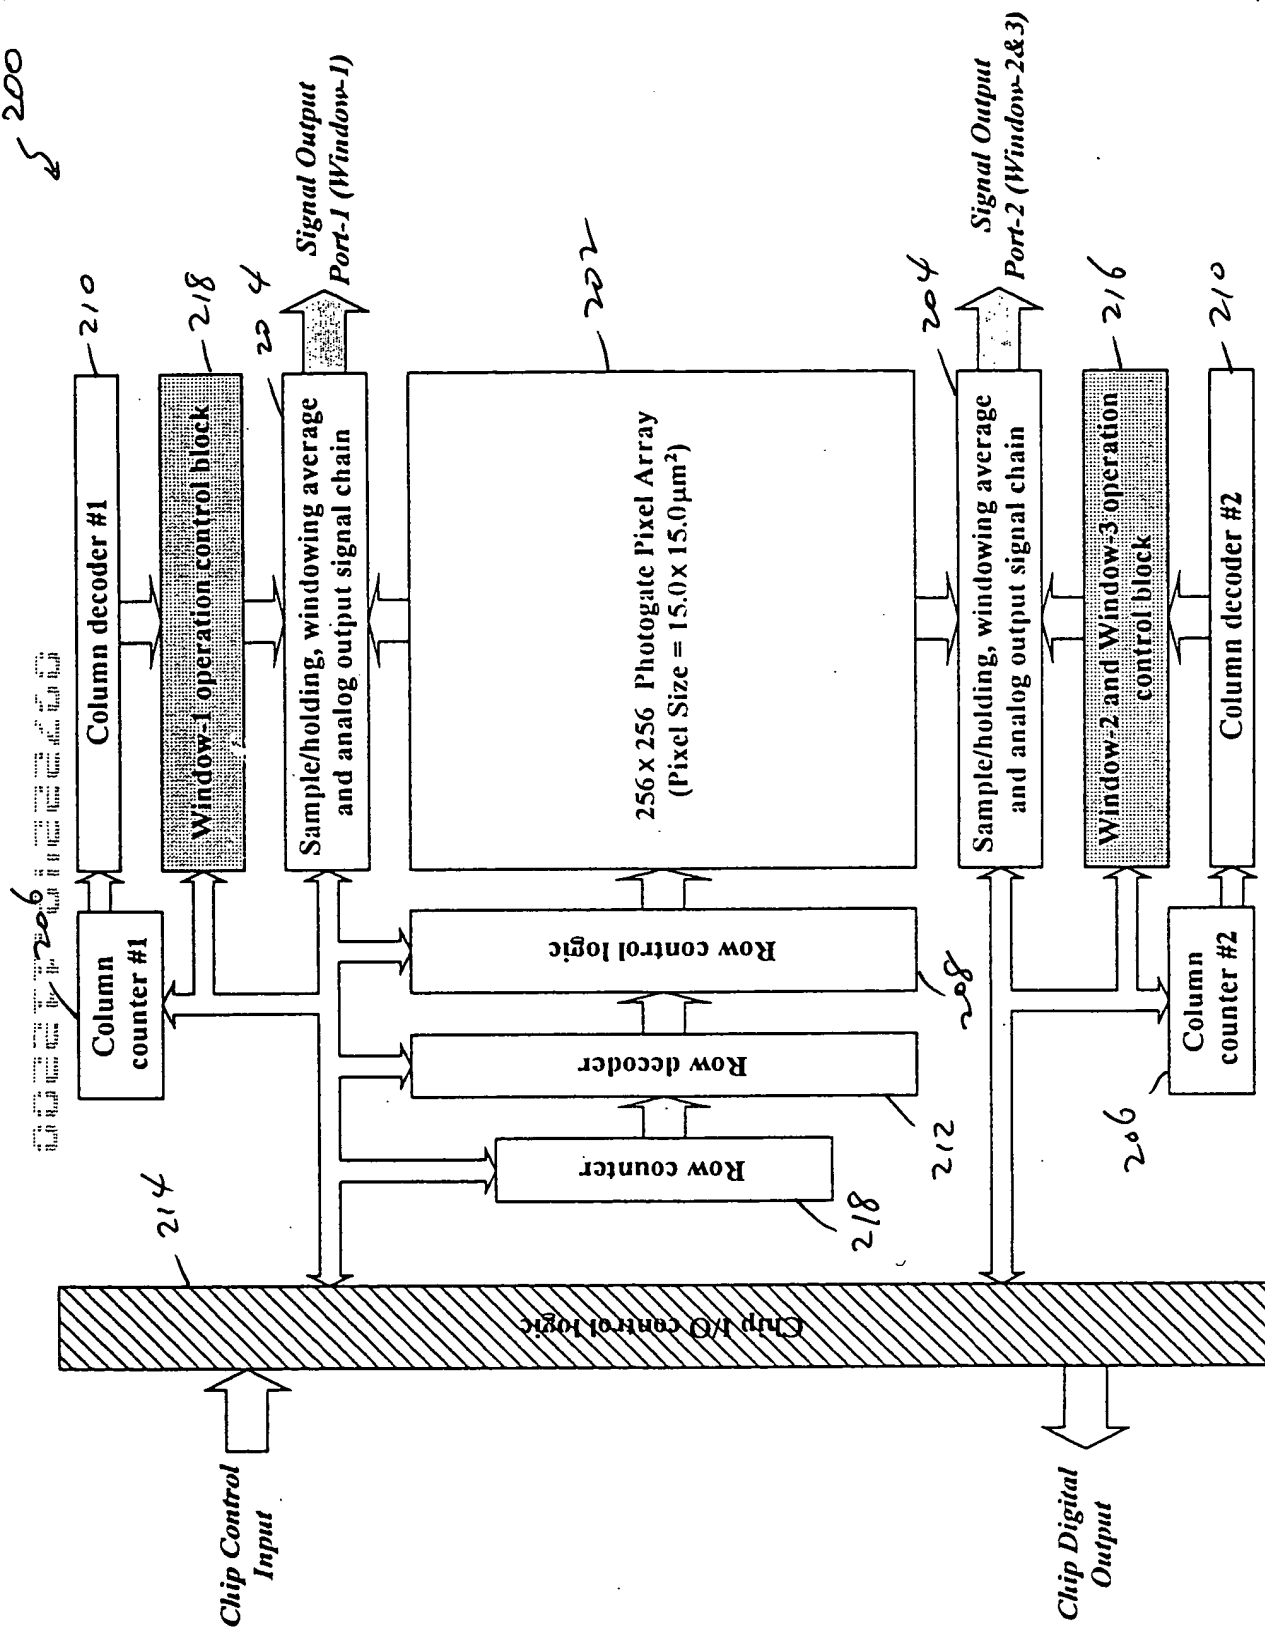 200
206
Column
counter #1
Column decoder #1
210
Window-1 operation control block
218
Sample/holding, windowing average
and analog output signal chain
204
Signal Output
Port-1 (Window-1)
214
Chip Control
Input
Chip I/O control logic
Row counter
218
Row decoder
212
Row control logic
208
256 x 256 Photogate Pixel Array
(Pixel Size = 15.0 x 15.0µm²)
202
Sample/holding, windowing average
and analog output signal chain
204
Signal Output
Port-2 (Window-2&3)
Window-2 and Window-3 operation
control block
216
Column
counter #2
206
Column decoder #2
210
Chip Digital
Output